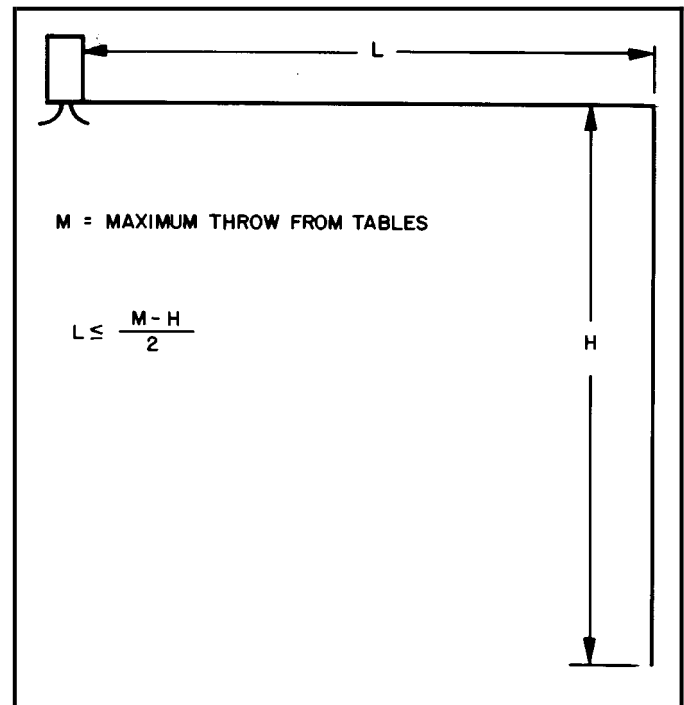 L
M = MAXIMUM THROW FROM TABLES
L ≤ M - H / 2
H